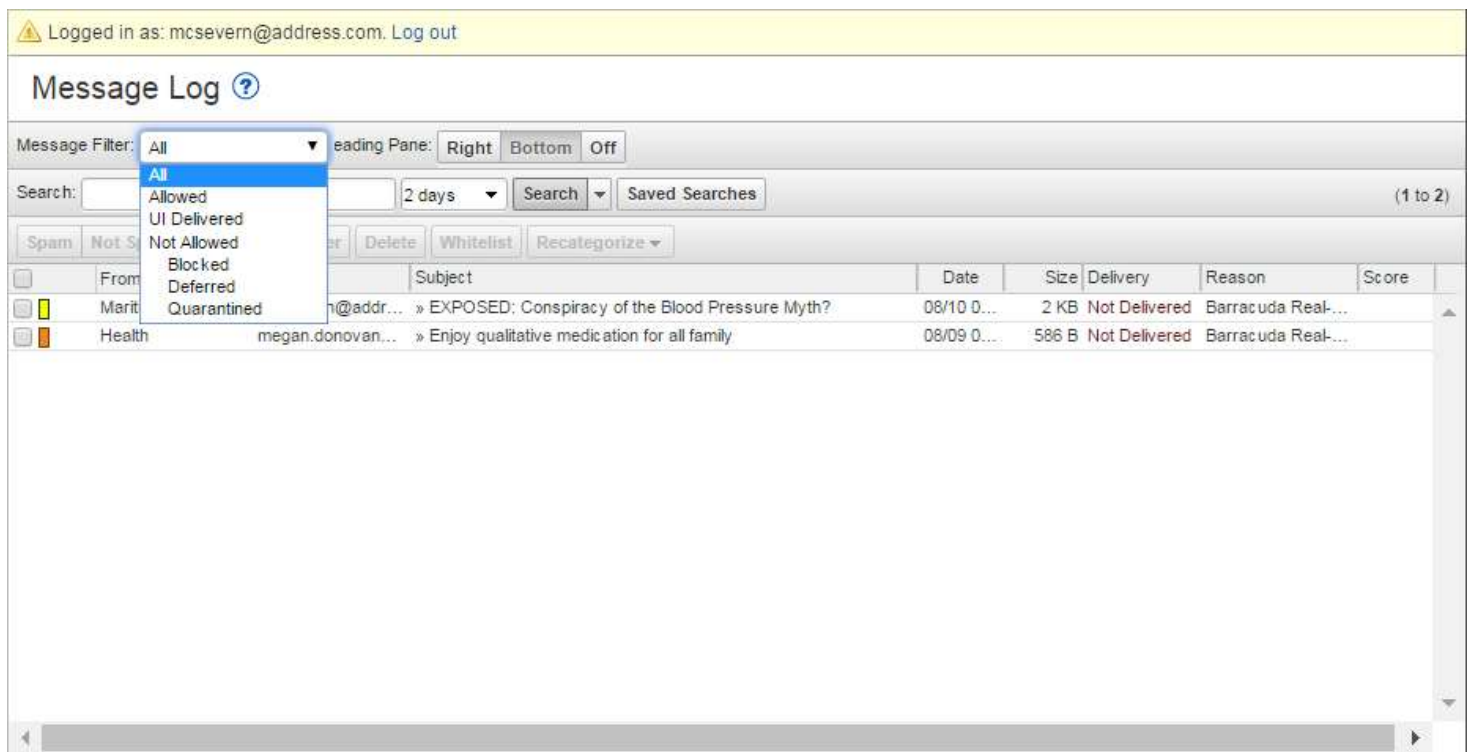 Logged in as: mcsevern@address.com. Log out
Message Log ?
Message Filter: All eading Pane: Right Bottom Off
All
Allowed
UI Delivered
Not Allowed
Blocked
Deferred
Quarantined
Search: 2 days Search Saved Searches (1 to 2)
Spam Not S er Delete Whitelist Recategorize
From Subject Date Size Delivery Reason Score
Marit n@addr... » EXPOSED: Conspiracy of the Blood Pressure Myth? 08/10 0... 2 KB Not Delivered Barracuda Real-...
Health megan.donovan... » Enjoy qualitative medication for all family 08/09 0... 586 B Not Delivered Barracuda Real-...